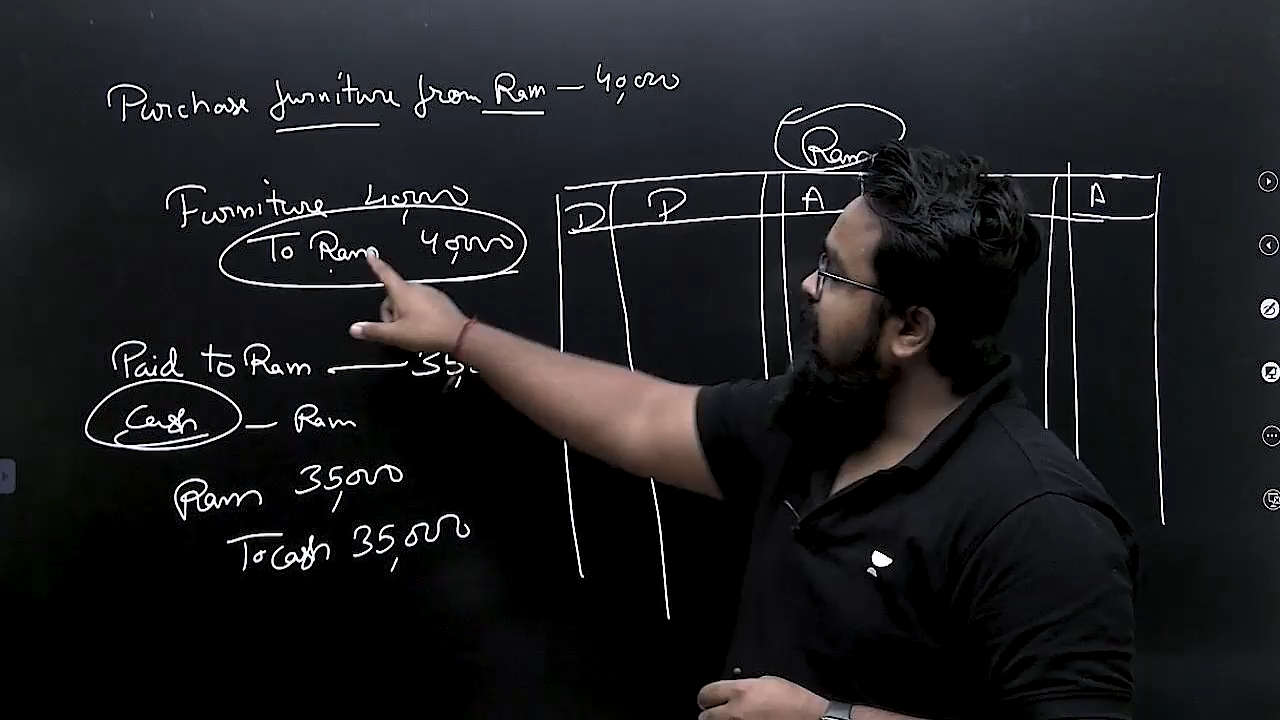 Purchase furniture from Ram — 40,000
Furniture 40,000
To Ram 40,000
Paid to Ram — 35,
Cash — Ram
Ram 35,000
To Cash 35,000
Ram
D P A A